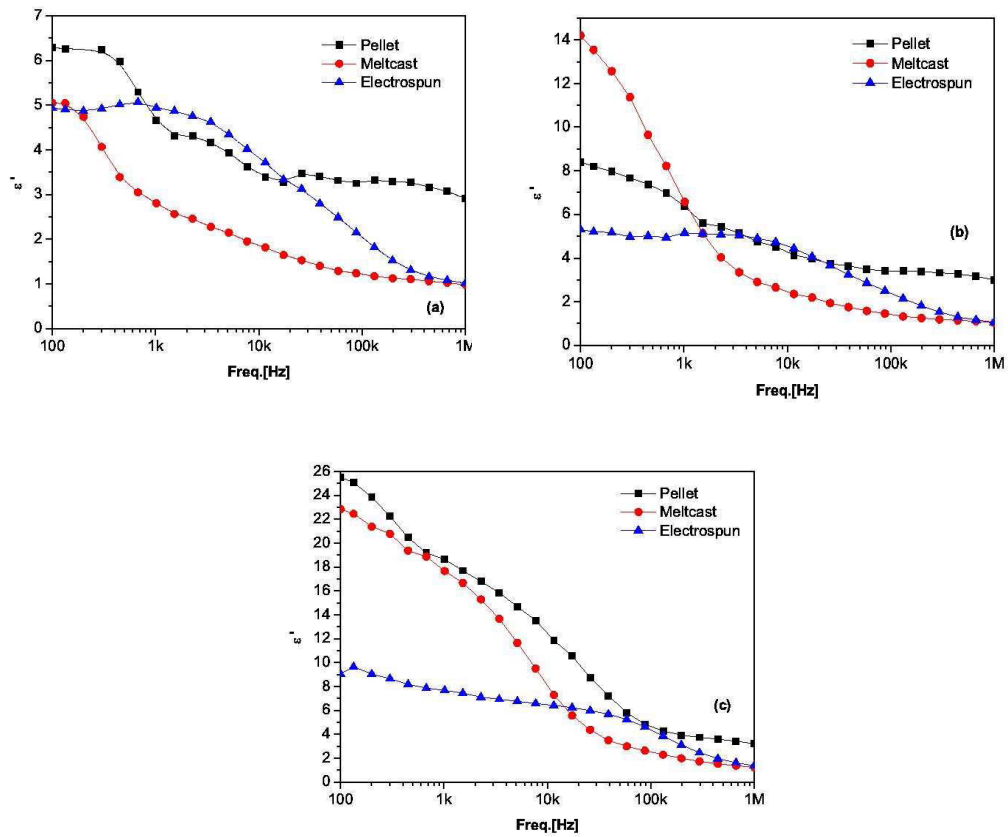 7
6
5
4
3
2
1
0
ε'
Pellet
Meltcast
Electrospun
(a)
100 1k 10k 100k 1M
Freq.[Hz]
14
12
10
8
6
4
2
0
ε'
Pellet
Meltcast
Electrospun
(b)
100 1k 10k 100k 1M
Freq.[Hz]
26
24
22
20
18
16
14
12
10
8
6
4
2
0
ε'
Pellet
Meltcast
Electrospun
(c)
100 1k 10k 100k 1M
Freq.[Hz]